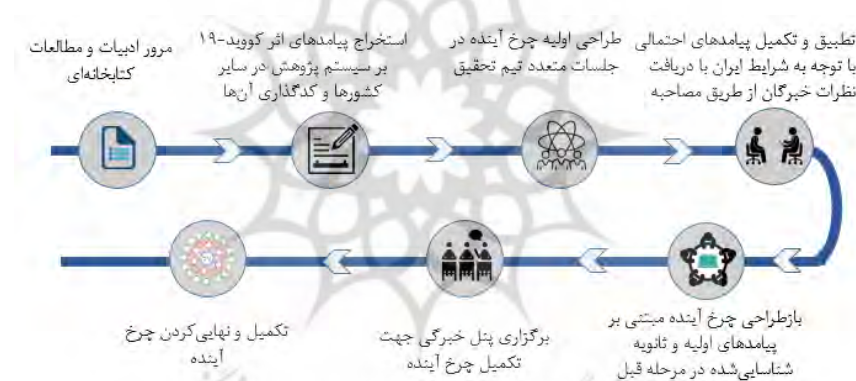 مرور ادبیات و مطالعات
کتابخانه‌ای
استخراج پیامدهای اثر کووید-۱۹
بر سیستم پژوهش در سایر
کشورها و کدگذاری آن‌ها
طراحی اولیه چرخ آینده در
جلسات متعدد تیم تحقیق
تطبیق و تکمیل پیامدهای احتمالی
با توجه به شرایط ایران با دریافت
نظرات خبرگان از طریق مصاحبه
بازطراحی چرخ آینده مبتنی بر
پیامدهای اولیه و ثانویه
شناسایی‌شده در مرحله قبل
برگزاری پنل خبرگی جهت
تکمیل چرخ آینده
تکمیل و نهایی‌کردن چرخ
آینده